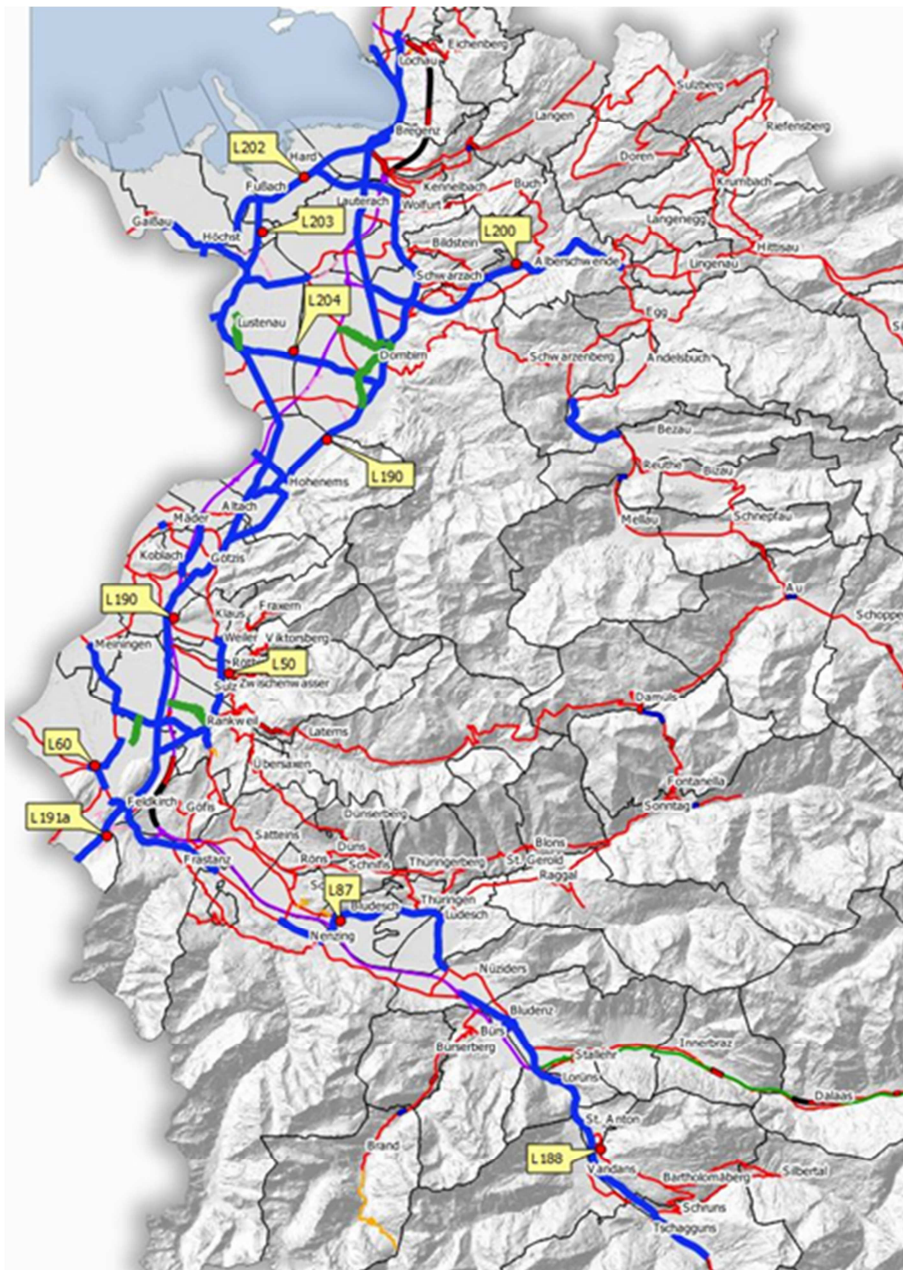 Eichenberg
Lochau
Sulzberg
Langen
Riefensberg
Bregenz
L202
Hard
Doren
Fußach
Kennelbach
Buch
Krumbach
Lauterach
Wolfurt
Gaißau
L203
Langenegg
Höchst
L200
Bildstein
Hittisau
Alberschwende
Lingenau
Schwarzach
L204
Egg
Lustenau
Dornbirn
Schwarzenberg
Andelsbuch
Bezau
L190
Reuthe
Bizau
Hohenems
Altach
Mäder
Mellau
Schnepfau
Koblach
Götzis
Au
L190
Klaus
Fraxern
Schoppe
Meiningen
Weiler
Viktorsberg
L50
Sulz
Zwischenwasser
Damüls
Rankweil
Laterns
L60
Übersaxen
Fontanella
Feldkirch
Göfis
Sonntag
Dünserberg
L191a
Satteins
Düns
Blons
Frastanz
Röns
Schnifis
Thüringerberg
St. Gerold
Raggal
L87
Bludesch
Thüringen
Ludesch
Nenzing
Nüziders
Bludenz
Bürs
Bürserberg
Innerbraz
Stallehr
Lorüns
Dalaas
St. Anton
Brand
L188
Vandans
Bartholomäberg
Silbertal
Schruns
Tschagguns